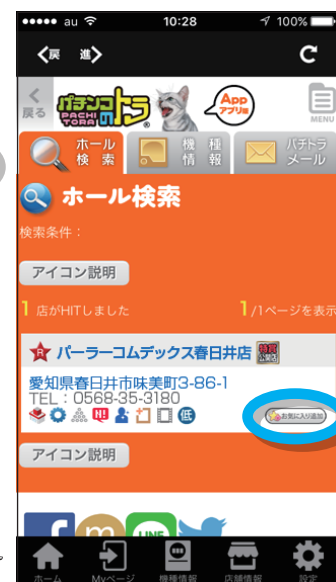 au 10:28 100%
戻 進
戻る パチンコのトラ PACHINKO TORA App アプリ版 MENU
ホール検索 機種情報 パチトラメール
ホール検索
検索条件：
アイコン説明
1 店がHITしました 1/1ページを表示
R パーラーコムデックス春日井店
愛知県春日井市味美町3-86-1
TEL：0568-35-3180
低 お気に入り追加
アイコン説明
f m LINE
ホーム Myページ 機種情報 店舗情報 設定